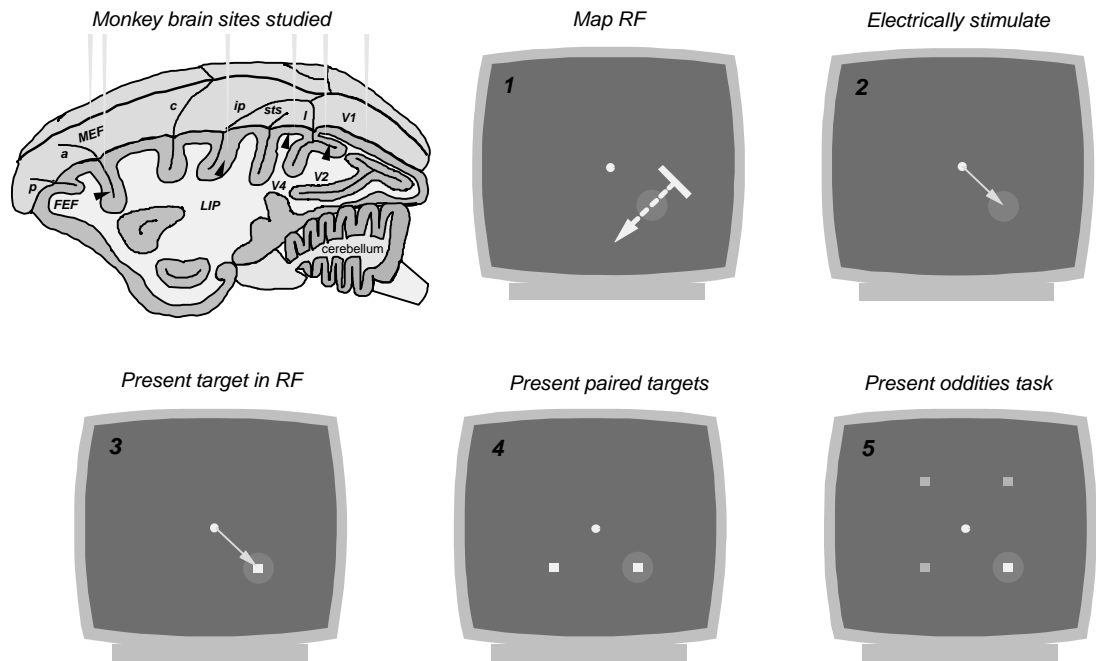 Monkey brain sites studied
Map RF
Electrically stimulate
1
2
MEF
a
p
FEF
c
ip
sts
l
V1
V2
V4
LIP
cerebellum
Present target in RF
Present paired targets
Present oddities task
3
4
5